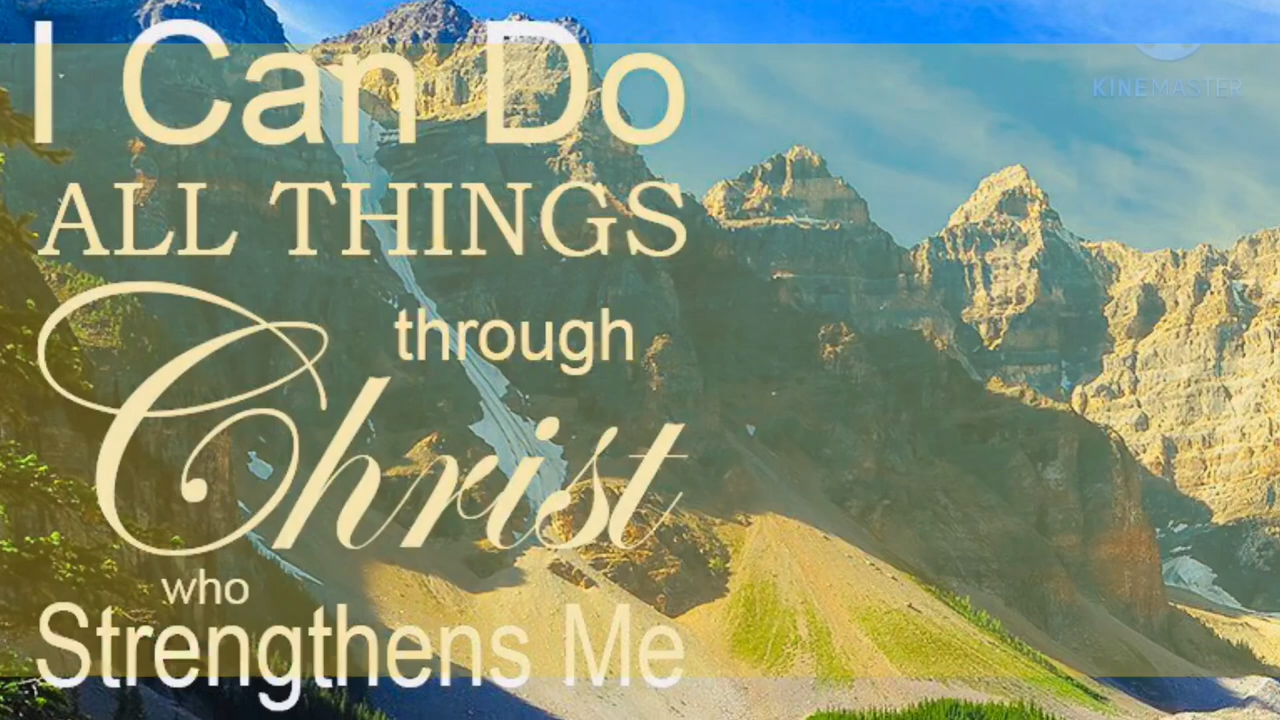 I Can Do
ALL THINGS
through
Christ
who
Strengthens Me
KINEMASTER